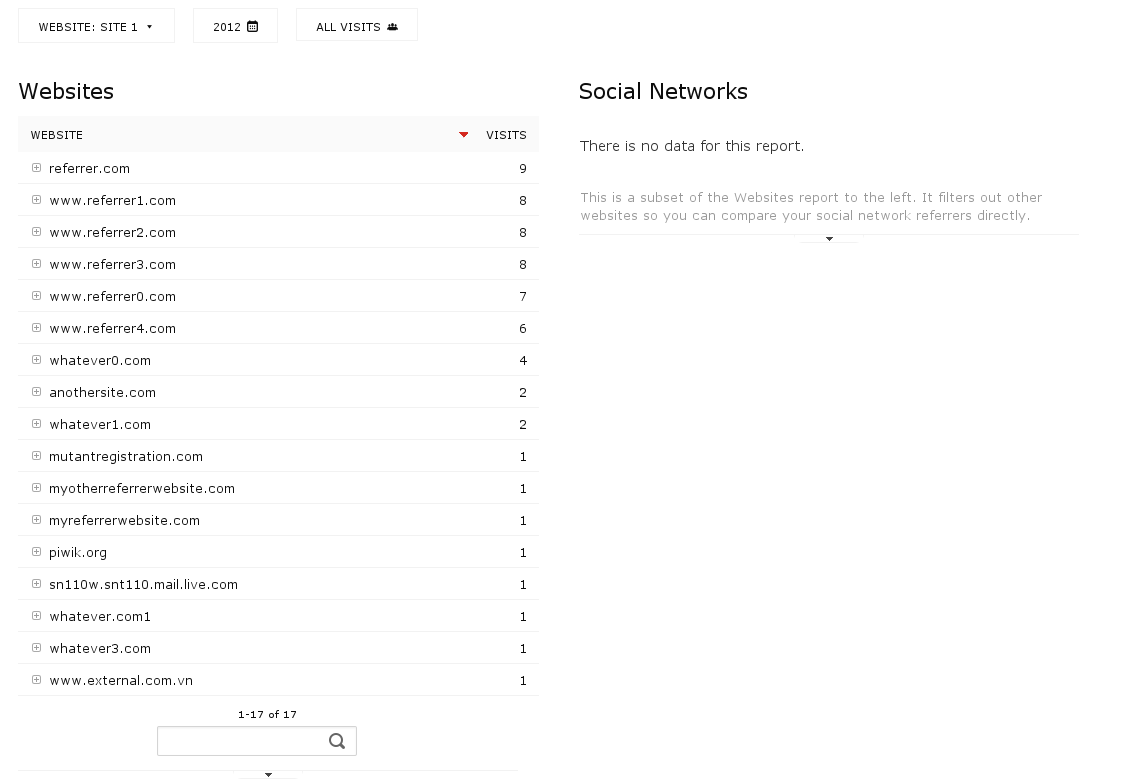 WEBSITE: SITE 1
2012
ALL VISITS
Websites
WEBSITE VISITS
referrer.com 9
www.referrer1.com 8
www.referrer2.com 8
www.referrer3.com 8
www.referrer0.com 7
www.referrer4.com 6
whatever0.com 4
anothersite.com 2
whatever1.com 2
mutantregistration.com 1
myotherreferrerwebsite.com 1
myreferrerwebsite.com 1
piwik.org 1
sn110w.snt110.mail.live.com 1
whatever.com1 1
whatever3.com 1
www.external.com.vn 1
1-17 of 17
Social Networks
There is no data for this report.
This is a subset of the Websites report to the left. It filters out other
websites so you can compare your social network referrers directly.